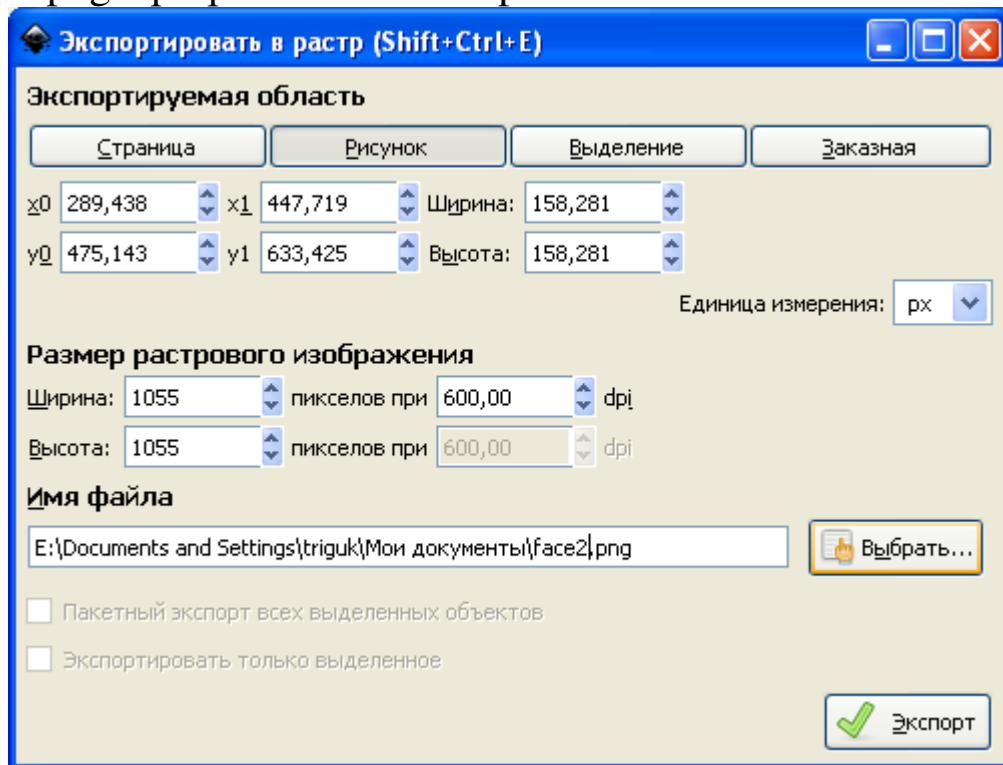 Экспортировать в растр (Shift+Ctrl+E)
Экспортируемая область
Страница Рисунок Выделение Заказная
x0 289,438 x1 447,719 Ширина: 158,281
y0 475,143 y1 633,425 Высота: 158,281
Единица измерения: px
Размер растрового изображения
Ширина: 1055 пикселов при 600,00 dpi
Высота: 1055 пикселов при 600,00 dpi
Имя файла
E:\Documents and Settings\triguk\Мои документы\face2.png Выбрать...
Пакетный экспорт всех выделенных объектов
Экспортировать только выделенное
Экспорт